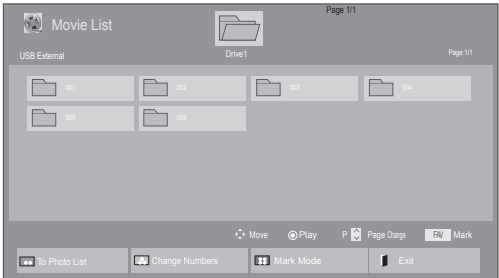 Page 1/1
Movie List
USB External
Drive1
Page 1/1
001 002 003 004
005 006
Move Play P Page Change FAV Mark
To Photo List Change Numbers Mark Mode Exit